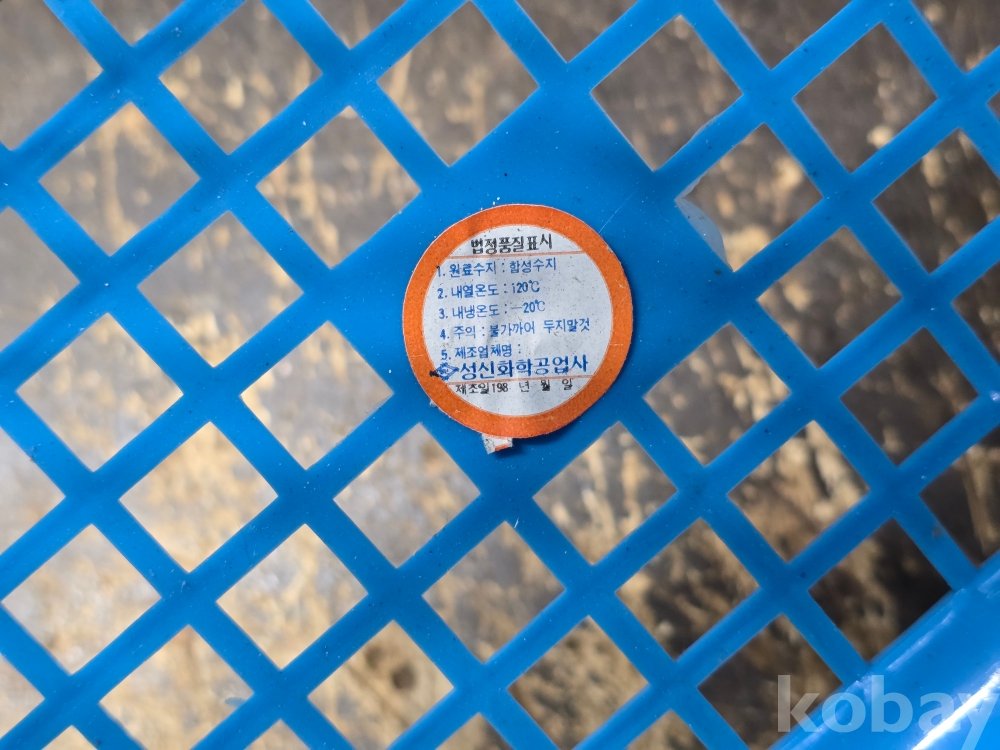 법정품질표시
1. 원료수지 : 합성수지
2. 내열온도 : 120℃
3. 내냉온도 : -20℃
4. 주의 : 불가까이 두지말것
5. 제조업체명 :
성신화학공업사
제조일198 년 월 일
kobay